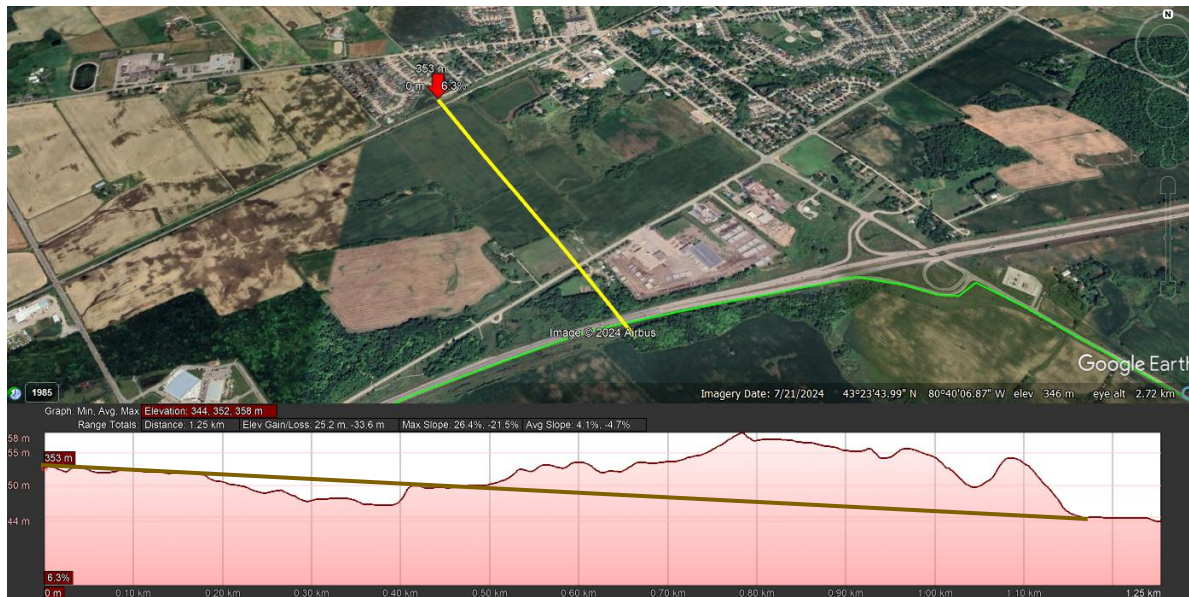 N
353 m
0 m 6.3%
Image © 2024 Airbus
Google Earth
1985
Imagery Date: 7/21/2024 43°23'43.99" N 80°40'06.87" W elev 346 m eye alt 2.72 km
Graph: Min, Avg, Max Elevation: 344, 352, 358 m
Range Totals: Distance: 1.25 km Elev Gain/Loss: 25.2 m, -33.6 m Max Slope: 26.4%, -21.5% Avg Slope: 4.1%, -4.7%
58 m
55 m
353 m
50 m
44 m
6.3%
0 m 0.10 km 0.20 km 0.30 km 0.40 km 0.50 km 0.60 km 0.70 km 0.80 km 0.90 km 1.00 km 1.10 km 1.25 km